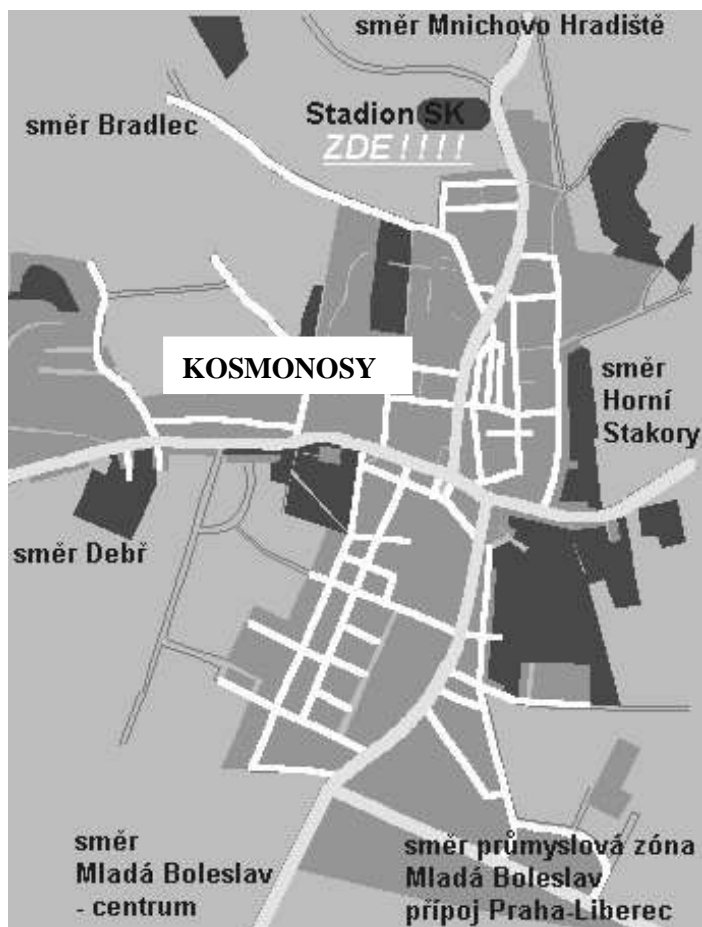 směr Mnichovo Hradiště
Stadion SK
směr Bradlec
ZDE!!!!
KOSMONOSY
směr
Horní
Stakory
směr Debř
směr
Mladá Boleslav
- centrum
směr průmyslová zóna
Mladá Boleslav
přípoj Praha-Liberec